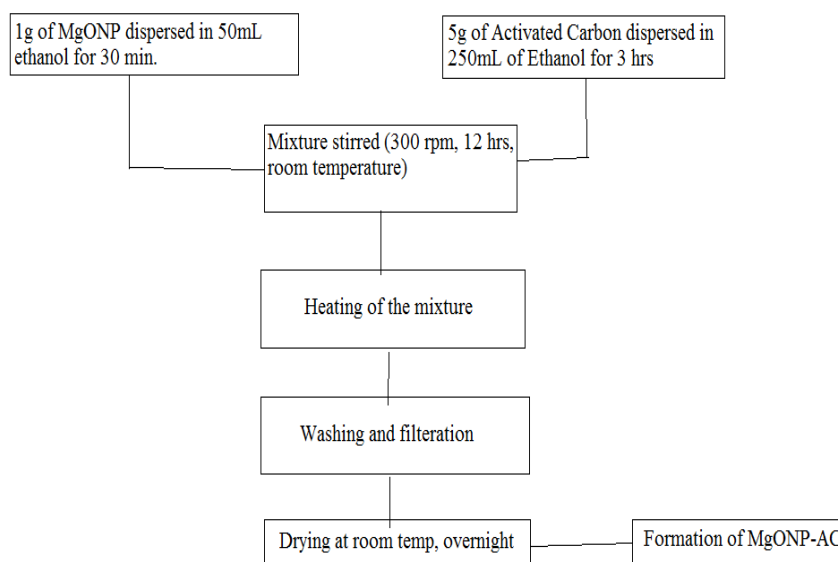 1g of MgONP dispersed in 50mL
ethanol for 30 min.
5g of Activated Carbon dispersed in
250mL of Ethanol for 3 hrs
Mixture stirred (300 rpm, 12 hrs,
room temperature)
Heating of the mixture
Washing and filteration
Drying at room temp, overnight
Formation of MgONP-AC